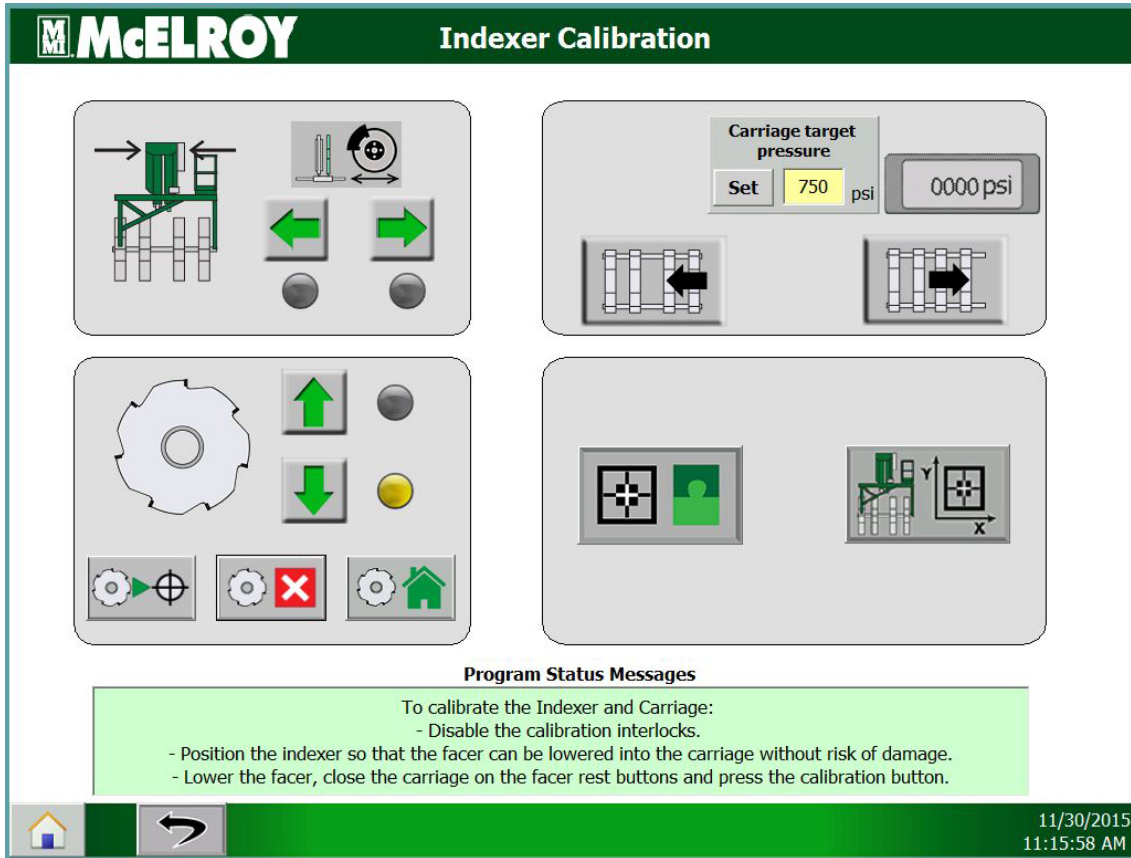 MMI. McELROY
Indexer Calibration
Carriage target
pressure
Set 750 psi
0000 psi
Y
X
Program Status Messages
To calibrate the Indexer and Carriage:
- Disable the calibration interlocks.
- Position the indexer so that the facer can be lowered into the carriage without risk of damage.
- Lower the facer, close the carriage on the facer rest buttons and press the calibration button.
11/30/2015
11:15:58 AM